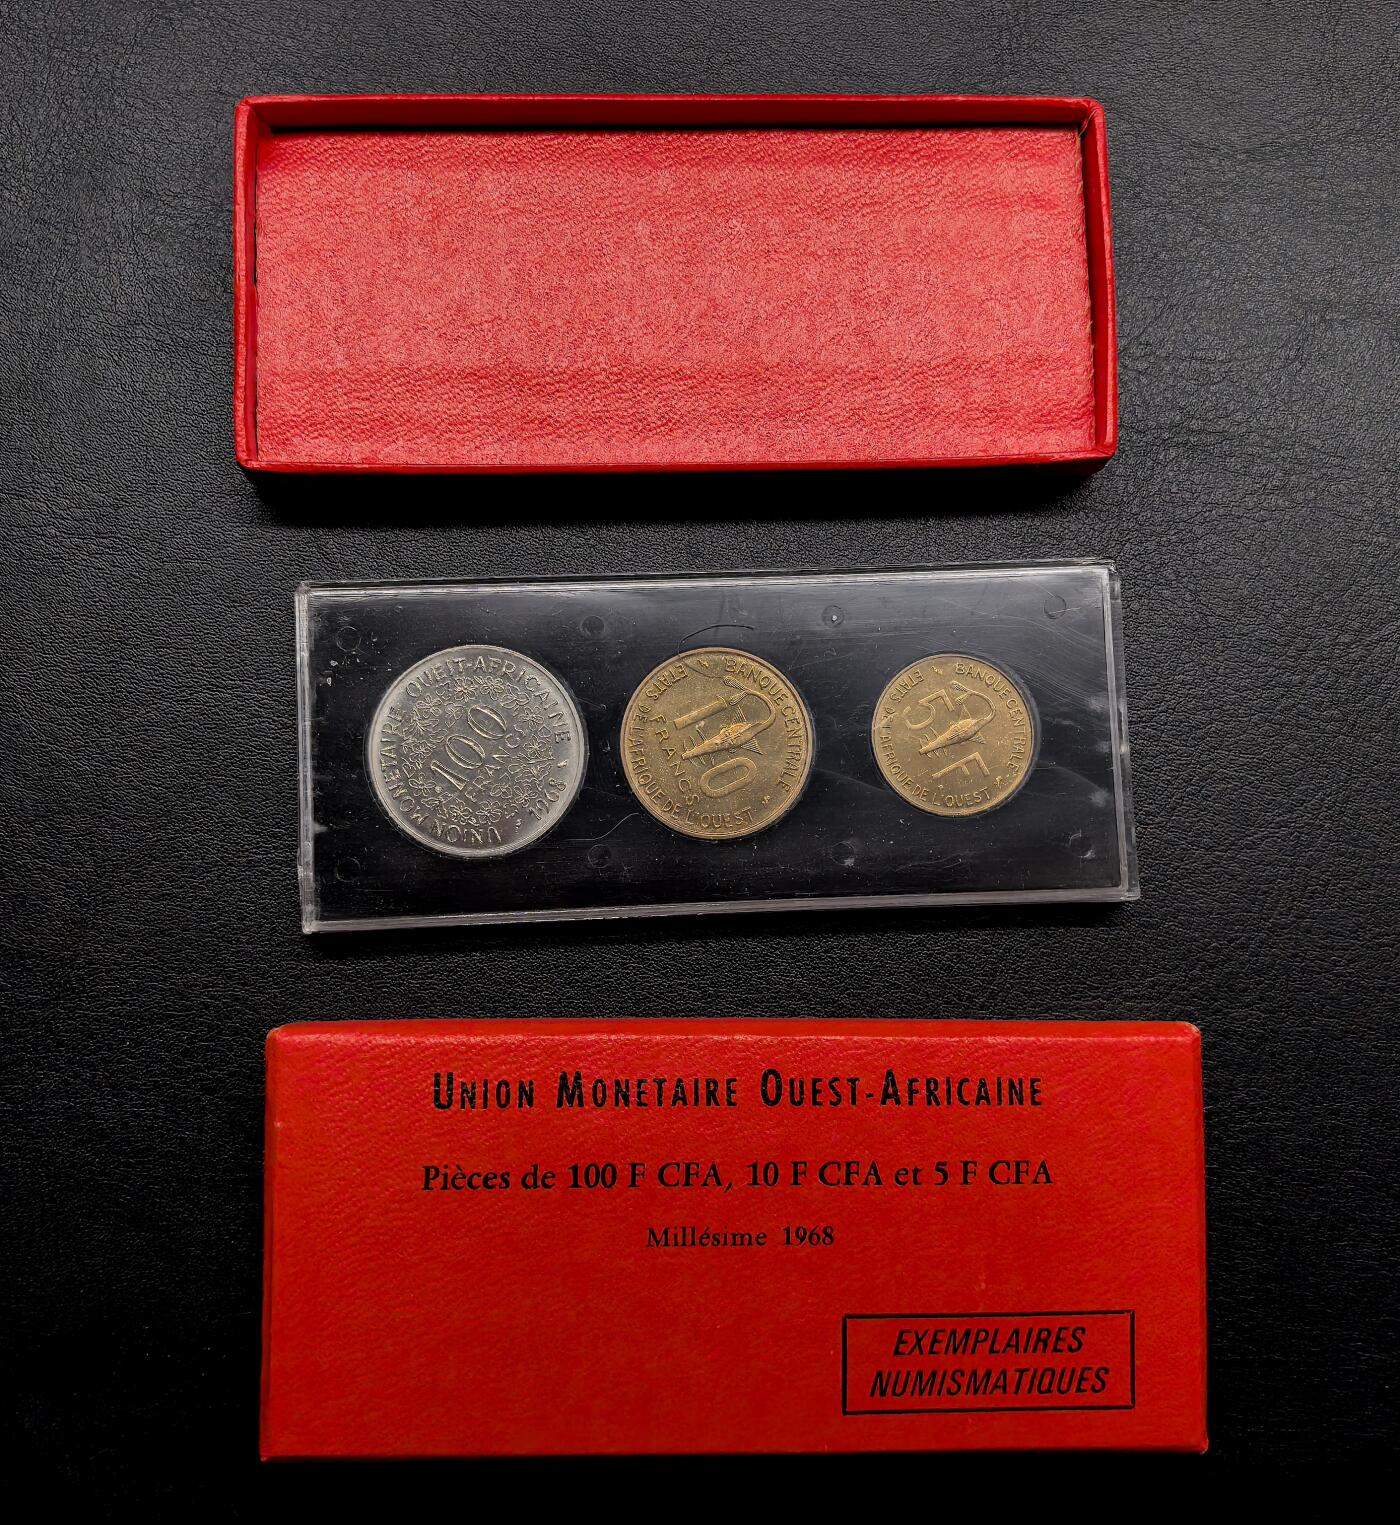 UNION MONETAIRE OUEST-AFRICAINE
1968
100
FRANCS
BANQUE CENTRALE
ETATS DE L'AFRIQUE DE L'OUEST
10
FRANCS
BANQUE CENTRALE
ETATS DE L'AFRIQUE DE L'OUEST
5 F
UNION MONETAIRE OUEST-AFRICAINE
Pièces de 100 F CFA, 10 F CFA et 5 F CFA
Millésime 1968
EXEMPLAIRES
NUMISMATIQUES